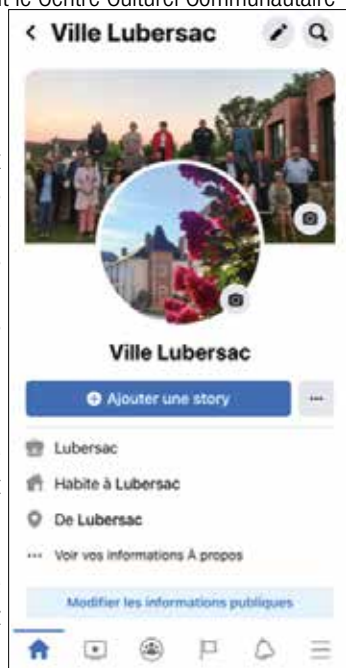 t le Centre Culturel Communautaire
Ville Lubersac
Ville Lubersac
Ajouter une story
Lubersac
Habite à Lubersac
De Lubersac
Voir vos informations À propos
Modifier les informations publiques